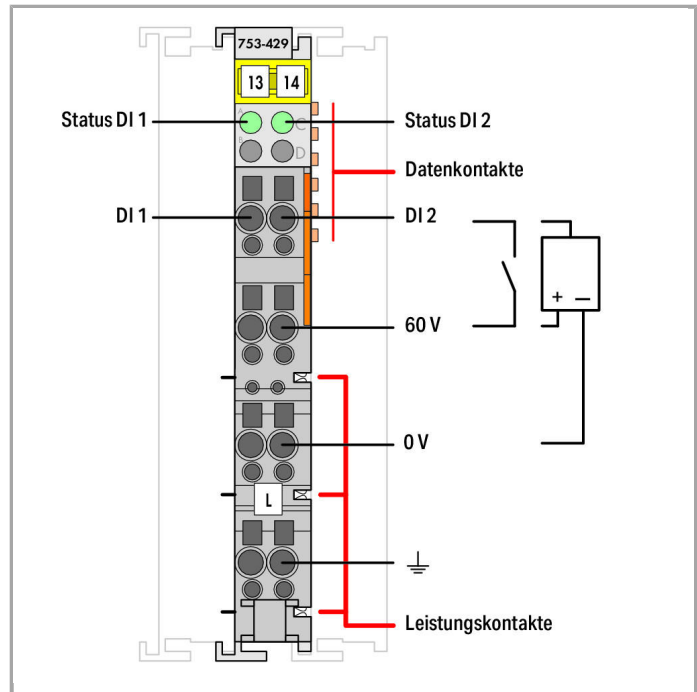 753-429
13 14
A
C
Status DI 1
Status DI 2
B
D
Datenkontakte
DI 1
DI 2
+ –
60 V
0 V
L
Leistungskontakte